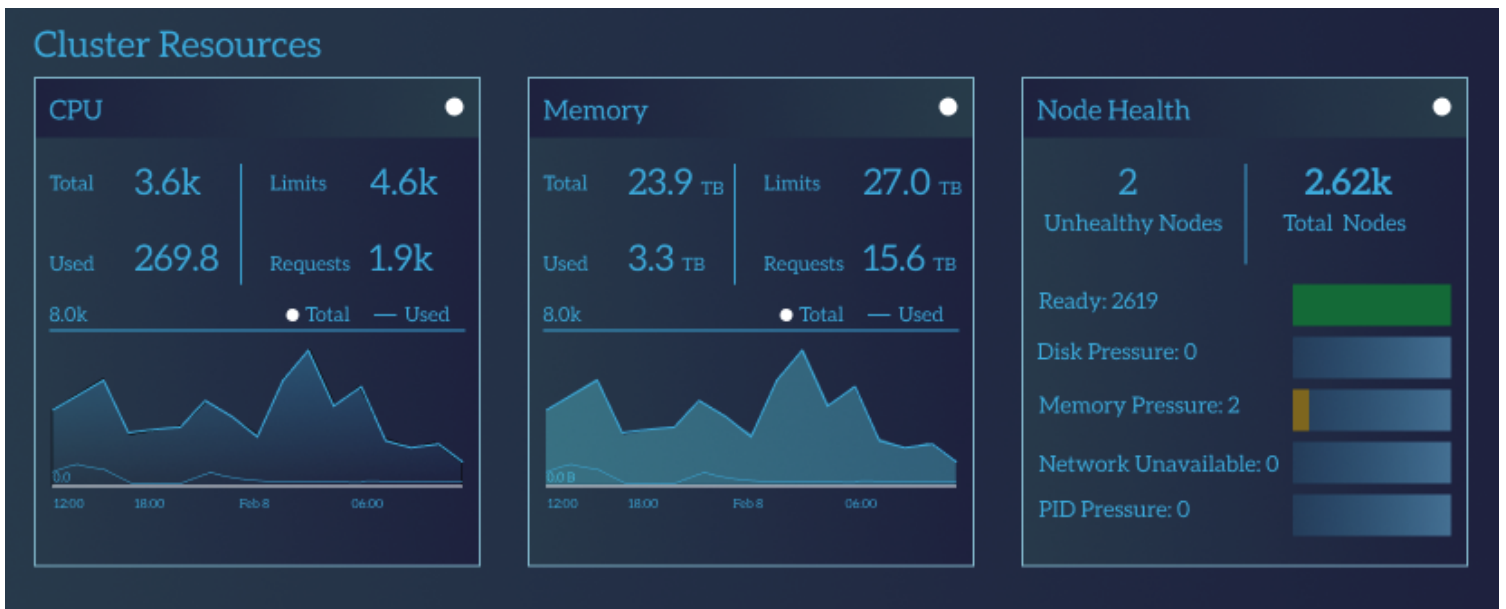 Cluster Resources
CPU
Total 3.6k Limits 4.6k
Used 269.8 Requests 1.9k
8.0k Total Used
0.0
12:00 18:00 Feb 8 06:00
Memory
Total 23.9 TB Limits 27.0 TB
Used 3.3 TB Requests 15.6 TB
8.0k Total Used
0.0 B
12:00 18:00 Feb 8 06:00
Node Health
2 2.62k
Unhealthy Nodes Total Nodes
Ready: 2619
Disk Pressure: 0
Memory Pressure: 2
Network Unavailable: 0
PID Pressure: 0